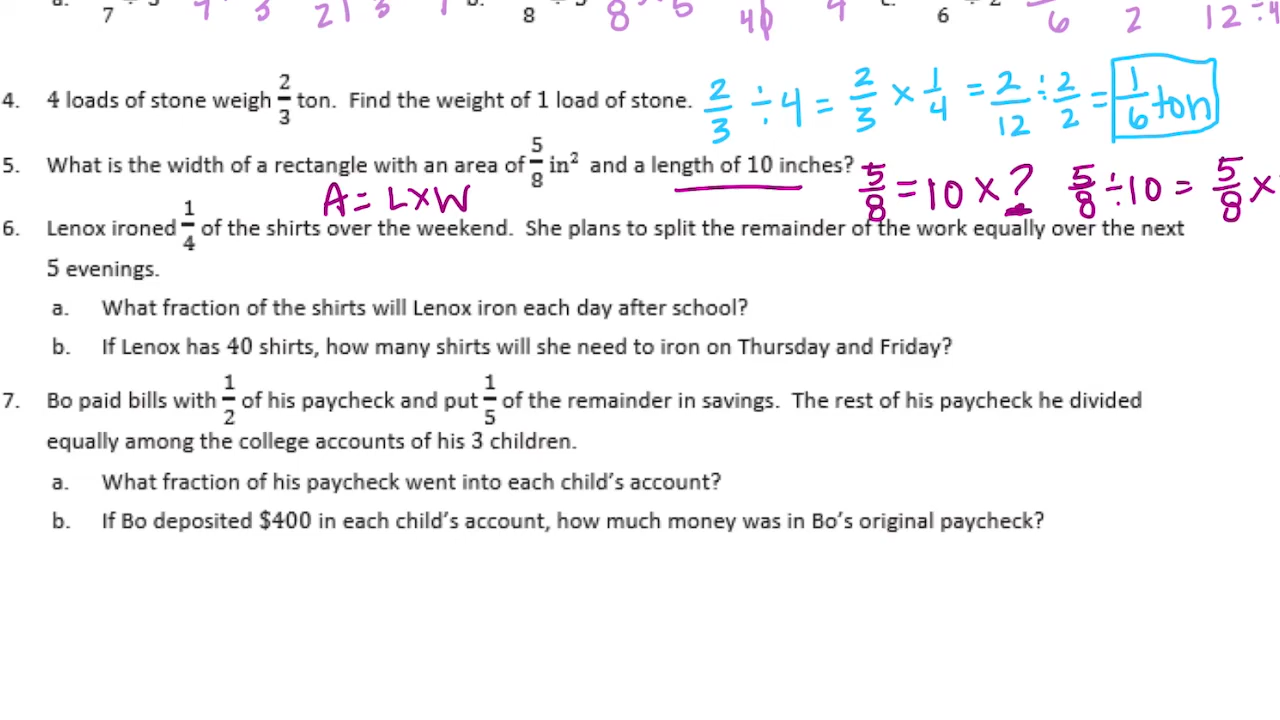 7 8 6
4. 4 loads of stone weigh 2/3 ton. Find the weight of 1 load of stone. 2/3 ÷ 4 = 2/3 × 1/4 = 2/12 ÷ 2/2 = 1/6 ton
5. What is the width of a rectangle with an area of 5/8 in² and a length of 10 inches? 5/8 = 10 × ? 5/8 ÷ 10 = 5/8 ×
A = L × W
6. Lenox ironed 1/4 of the shirts over the weekend. She plans to split the remainder of the work equally over the next
5 evenings.
a. What fraction of the shirts will Lenox iron each day after school?
b. If Lenox has 40 shirts, how many shirts will she need to iron on Thursday and Friday?
7. Bo paid bills with 1/2 of his paycheck and put 1/5 of the remainder in savings. The rest of his paycheck he divided
equally among the college accounts of his 3 children.
a. What fraction of his paycheck went into each child's account?
b. If Bo deposited $400 in each child's account, how much money was in Bo's original paycheck?